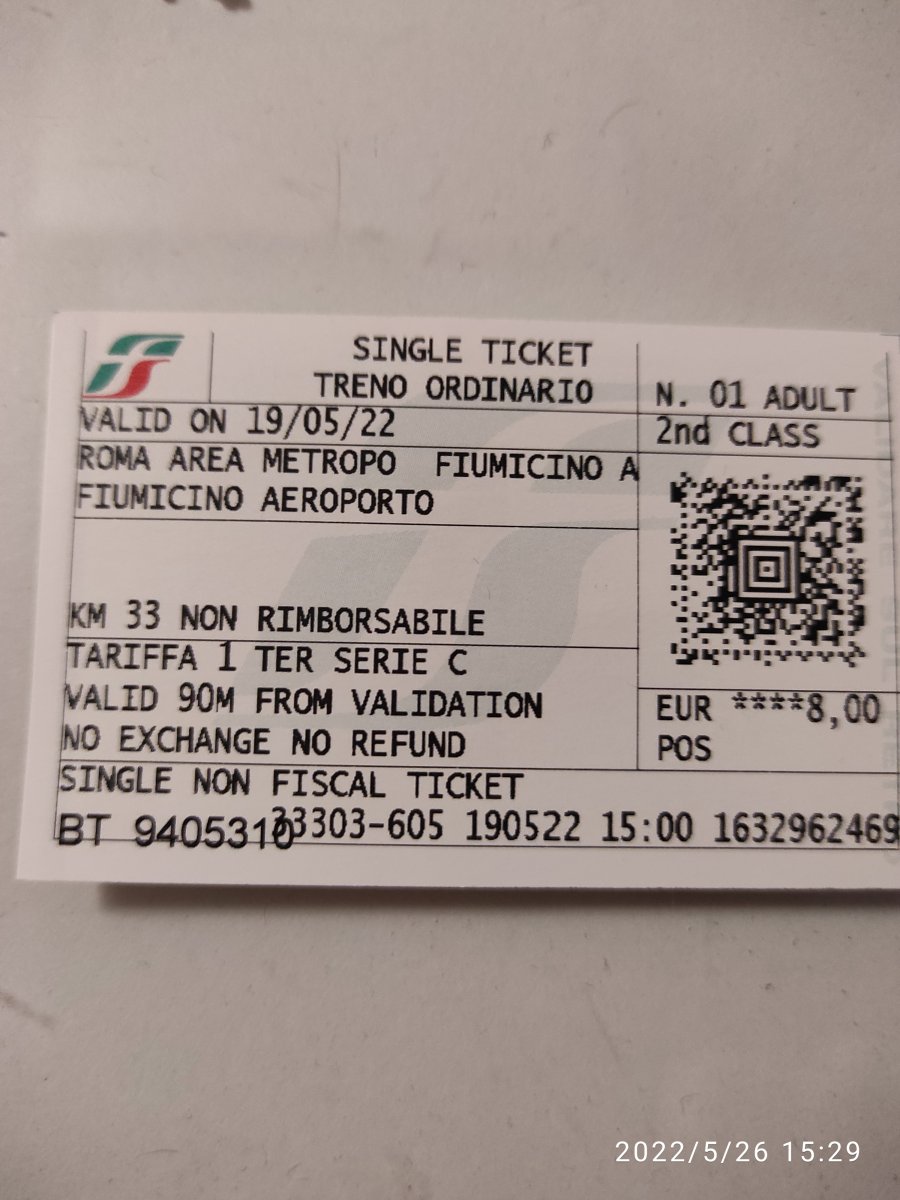 SINGLE TICKET
TRENO ORDINARIO
N. 01 ADULT
VALID ON 19/05/22
2nd CLASS
ROMA AREA METROPO FIUMICINO A
FIUMICINO AEROPORTO
KM 33 NON RIMBORSABILE
TARIFFA 1 TER SERIE C
VALID 90M FROM VALIDATION
EUR ****8,00
NO EXCHANGE NO REFUND
POS
SINGLE NON FISCAL TICKET
BT 9405310 33303-605 190522 15:00 1632962469
2022/5/26 15:29